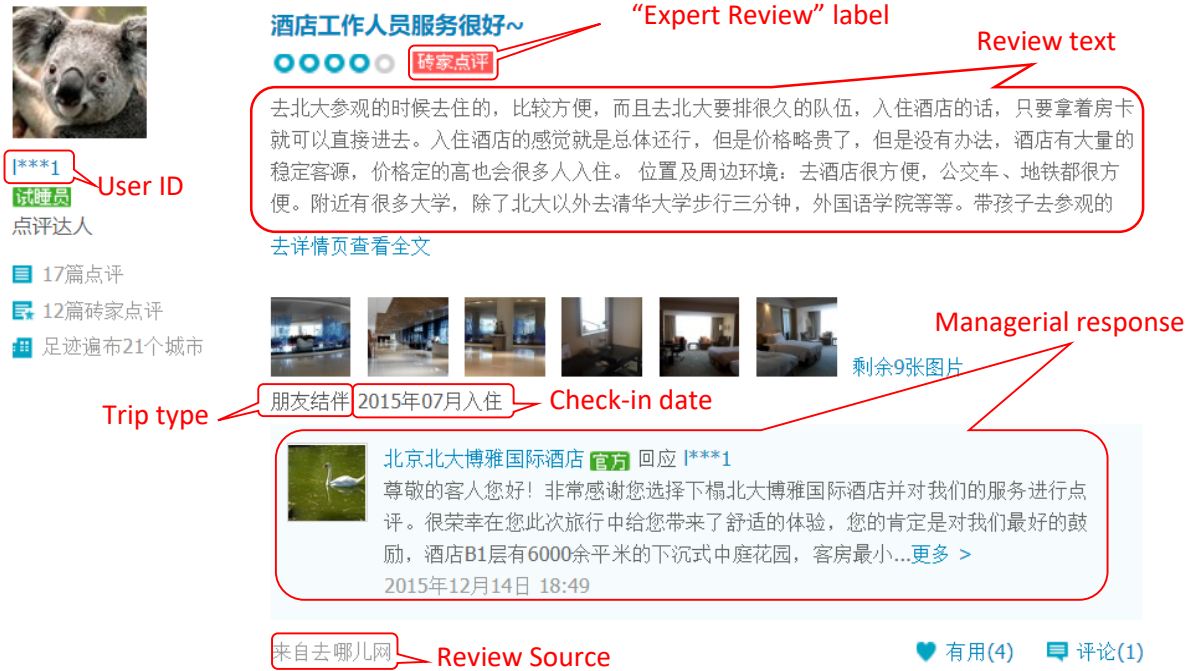 “Expert Review” label
酒店工作人员服务很好~
Review text
砖家点评
去北大参观的时候去住的，比较方便，而且去北大要排很久的队伍，入住酒店的话，只要拿着房卡
就可以直接进去。入住酒店的感觉就是总体还行，但是价格略贵了，但是没有办法，酒店有大量的
稳定客源，价格定的高也会很多人入住。 位置及周边环境：去酒店很方便，公交车、地铁都很方
便。附近有很多大学，除了北大以外去清华大学步行三分钟，外国语学院等等。带孩子去参观的
l***1
User ID
试睡员
点评达人
去详情页查看全文
17篇点评
12篇砖家点评
足迹遍布21个城市
Managerial response
剩余9张图片
Trip type
朋友结伴
2015年07月入住
Check-in date
北京北大博雅国际酒店 官方 回应 l***1
尊敬的客人您好！非常感谢您选择下榻北大博雅国际酒店并对我们的服务进行点
评。很荣幸在您此次旅行中给您带来了舒适的体验，您的肯定是对我们最好的鼓
励，酒店B1层有6000余平米的下沉式中庭花园，客房最小...更多 >
2015年12月14日 18:49
来自去哪儿网
Review Source
有用(4)
评论(1)